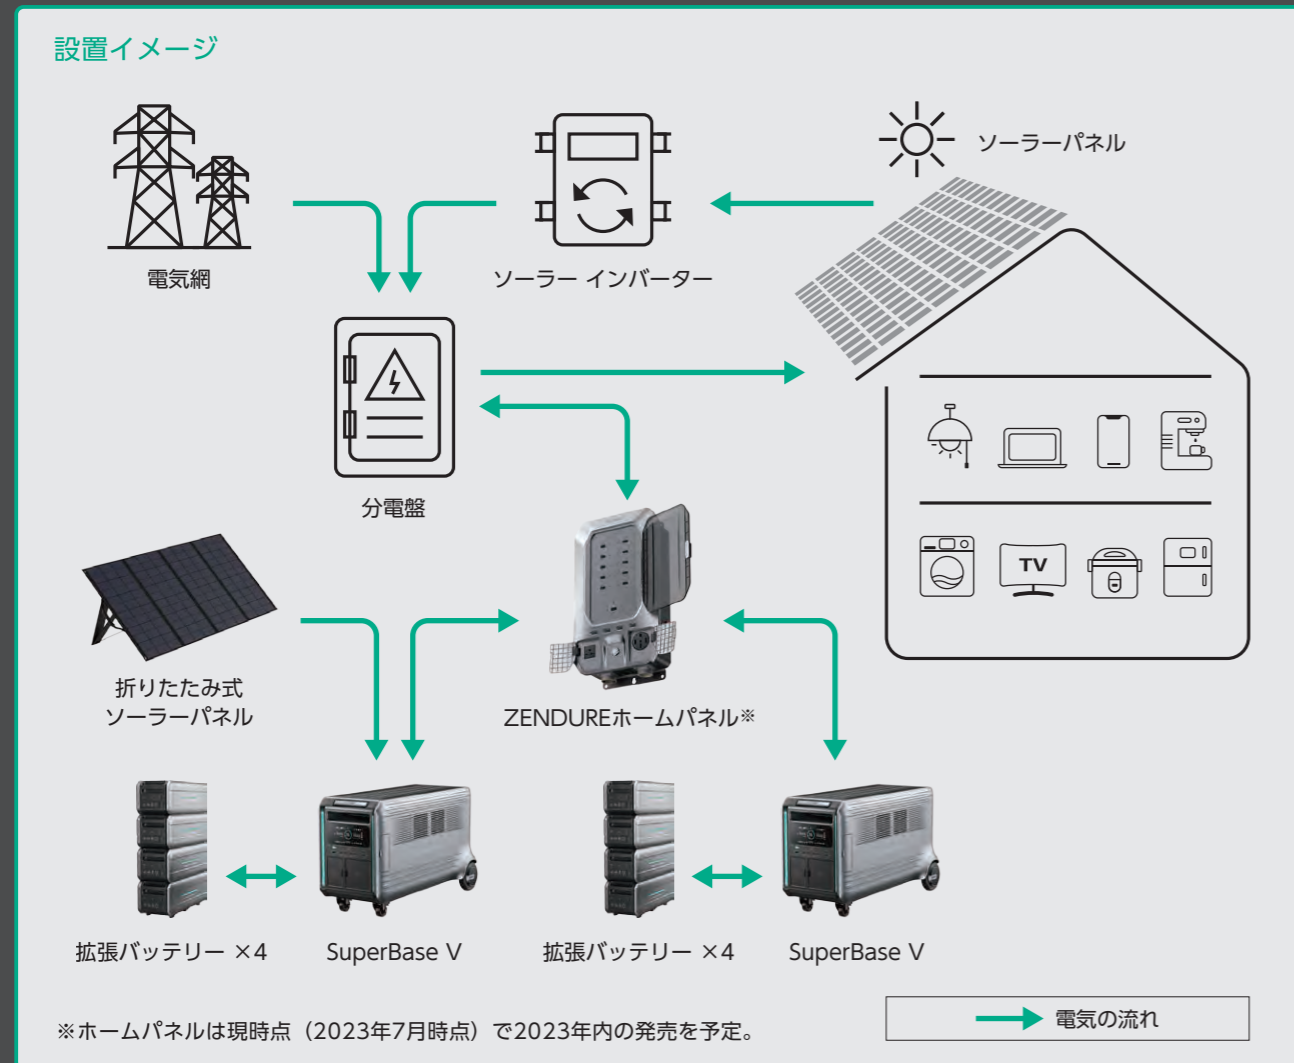 設置イメージ
ソーラーパネル
電気網
ソーラー インバーター
分電盤
TV
折りたたみ式
ソーラーパネル
ZENDUREホームパネル※
拡張バッテリー ×4
SuperBase V
拡張バッテリー ×4
SuperBase V
※ホームパネルは現時点（2023年7月時点）で2023年内の発売を予定。
電気の流れ